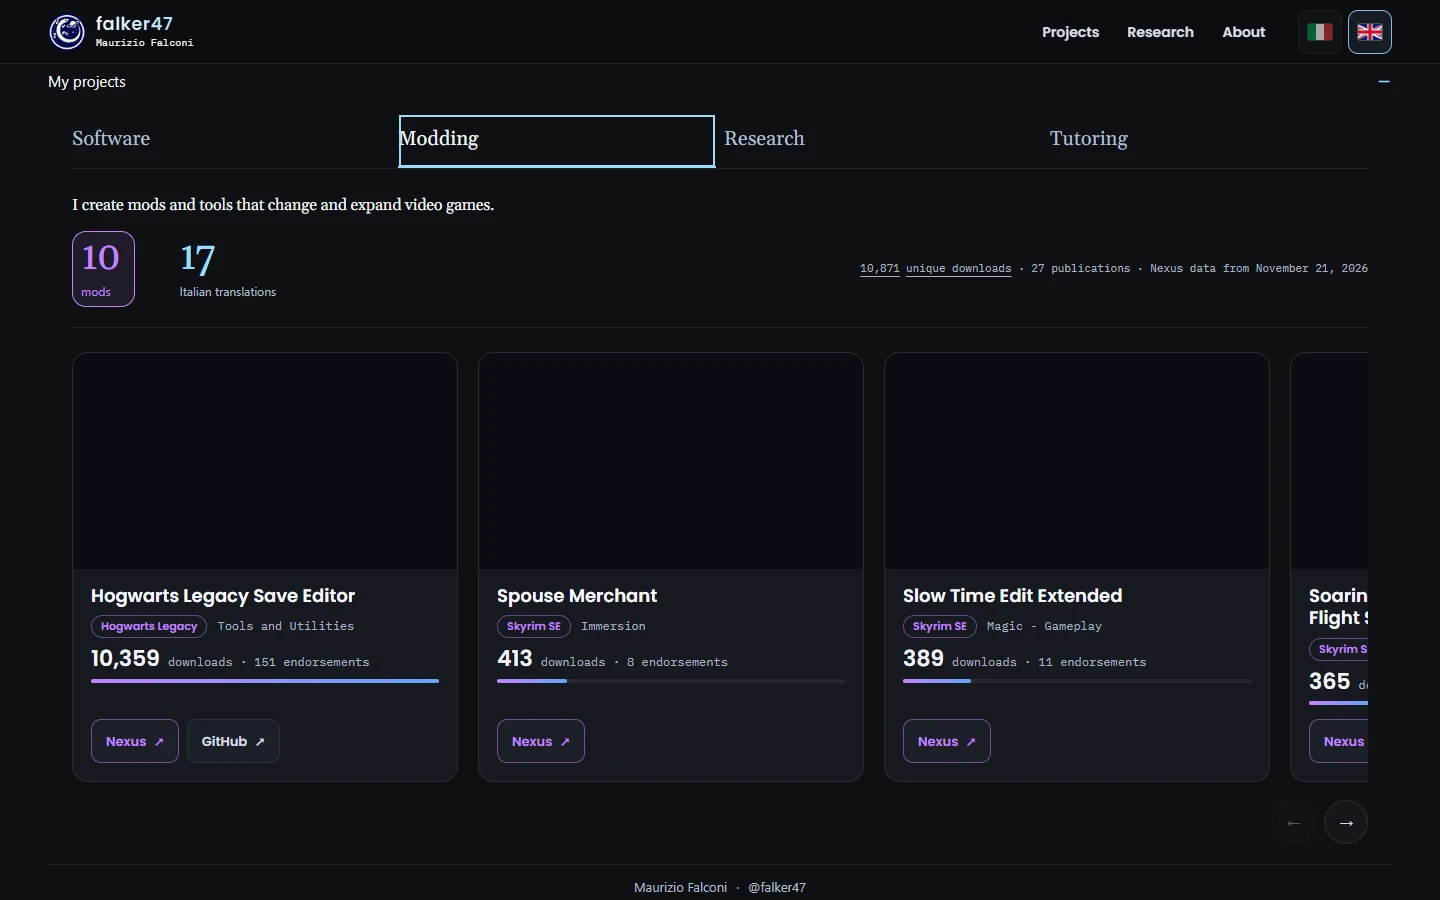 falker47
Maurizio Falconi
Projects
Research
About
My projects
Software
Modding
Research
Tutoring
I create mods and tools that change and expand video games.
10
mods
17
Italian translations
10,871 unique downloads · 27 publications · Nexus data from November 21, 2026
Hogwarts Legacy Save Editor
Hogwarts Legacy Tools and Utilities
10,359 downloads · 151 endorsements
Nexus ↗
GitHub ↗
Spouse Merchant
Skyrim SE Immersion
413 downloads · 8 endorsements
Nexus ↗
Slow Time Edit Extended
Skyrim SE Magic - Gameplay
389 downloads · 11 endorsements
Nexus ↗
Soarin
Flight
Skyrim S
365
Nexus
← →
Maurizio Falconi · @falker47